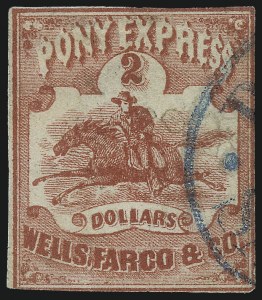 PONY EXPRESS
2
DOLLARS
WELLS, FARGO & CO.